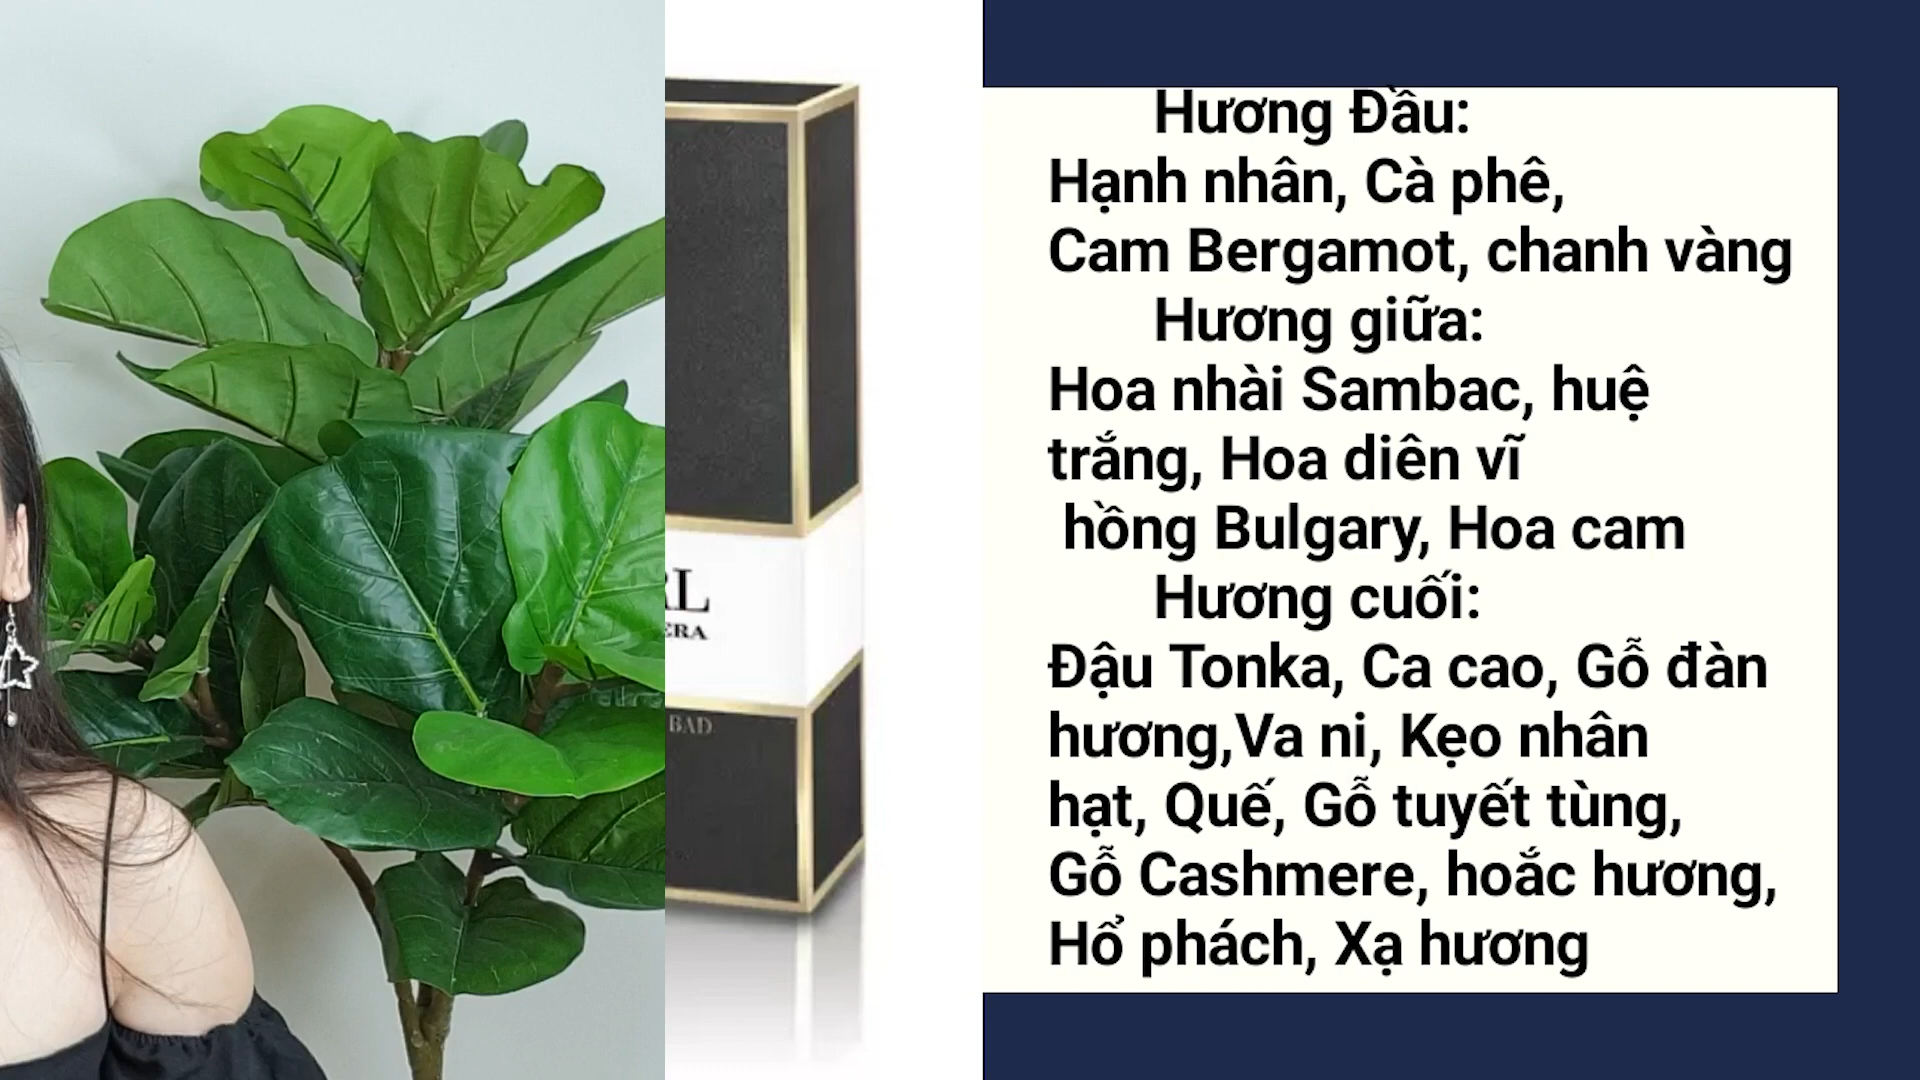 RL
ERA
BAD
Hương Đầu:
Hạnh nhân, Cà phê,
Cam Bergamot, chanh vàng
Hương giữa:
Hoa nhài Sambac, huệ
trắng, Hoa diên vĩ
hồng Bulgary, Hoa cam
Hương cuối:
Đậu Tonka, Ca cao, Gỗ đàn
hương,Va ni, Kẹo nhân
hạt, Quế, Gỗ tuyết tùng,
Gỗ Cashmere, hoắc hương,
Hổ phách, Xạ hương